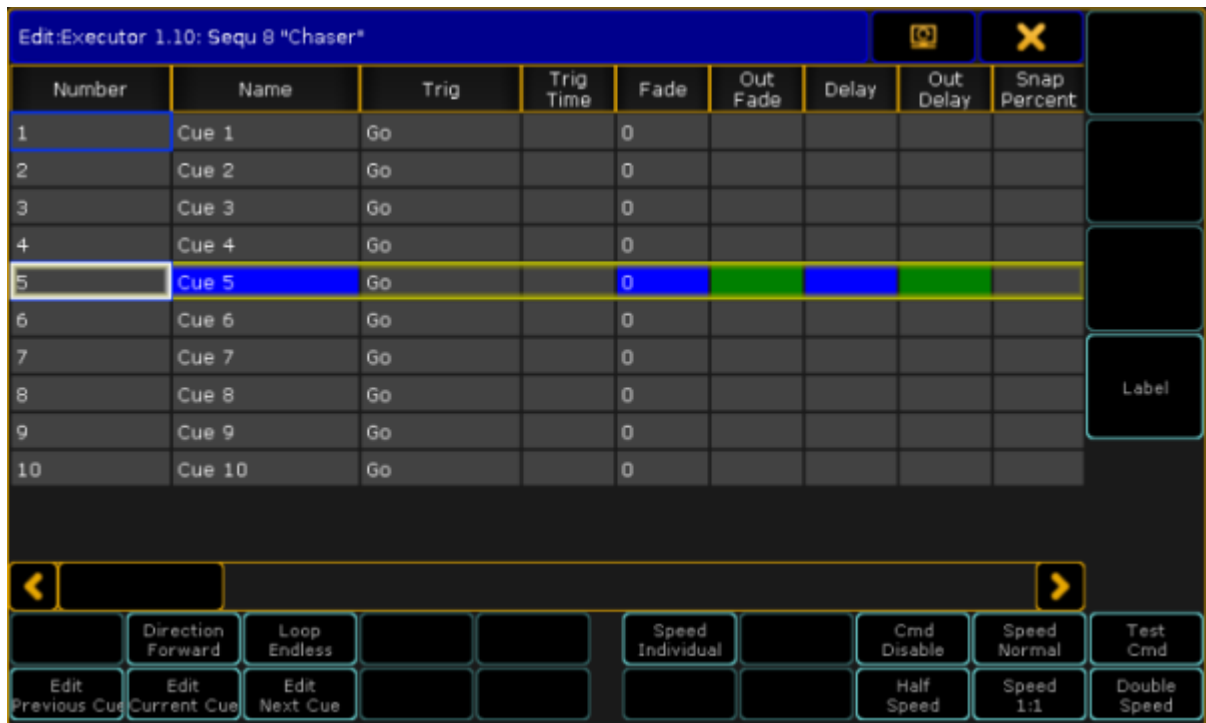 Edit:Executor 1.10: Sequ 8 "Chaser"
Number Name Trig Trig Time Fade Out Fade Delay Out Delay Snap Percent
1 Cue 1 Go 0
2 Cue 2 Go 0
3 Cue 3 Go 0
4 Cue 4 Go 0
5 Cue 5 Go 0
6 Cue 6 Go 0
7 Cue 7 Go 0
8 Cue 8 Go 0
9 Cue 9 Go 0
10 Cue 10 Go 0
Label
Direction Forward Loop Endless Speed Individual Cmd Disable Speed Normal Test Cmd
Edit Previous Cue Edit Current Cue Edit Next Cue Half Speed Speed 1:1 Double Speed